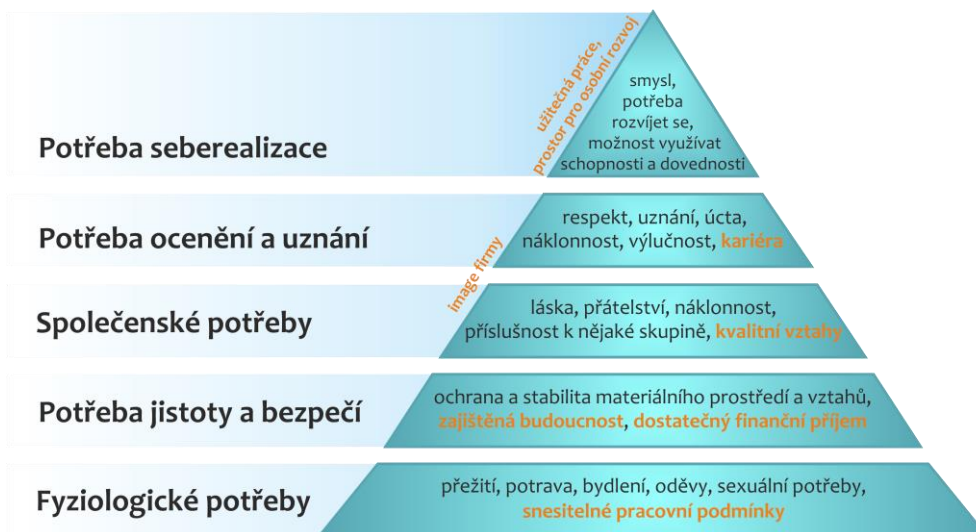 užitečná práce,
prostor pro osobní rozvoj
smysl,
potřeba
rozvíjet se,
možnost využívat
schopnosti a dovedností
Potřeba seberealizace
respekt, uznání, úcta,
náklonnost, výlučnost, kariéra
Potřeba ocenění a uznání
image firmy
láska, přátelství, náklonnost,
příslušnost k nějaké skupině, kvalitní vztahy
Společenské potřeby
ochrana a stabilita materiálního prostředí a vztahů,
zajištěná budoucnost, dostatečný finanční příjem
Potřeba jistoty a bezpečí
přežití, potrava, bydlení, oděvy, sexuální potřeby,
snesitelné pracovní podmínky
Fyziologické potřeby